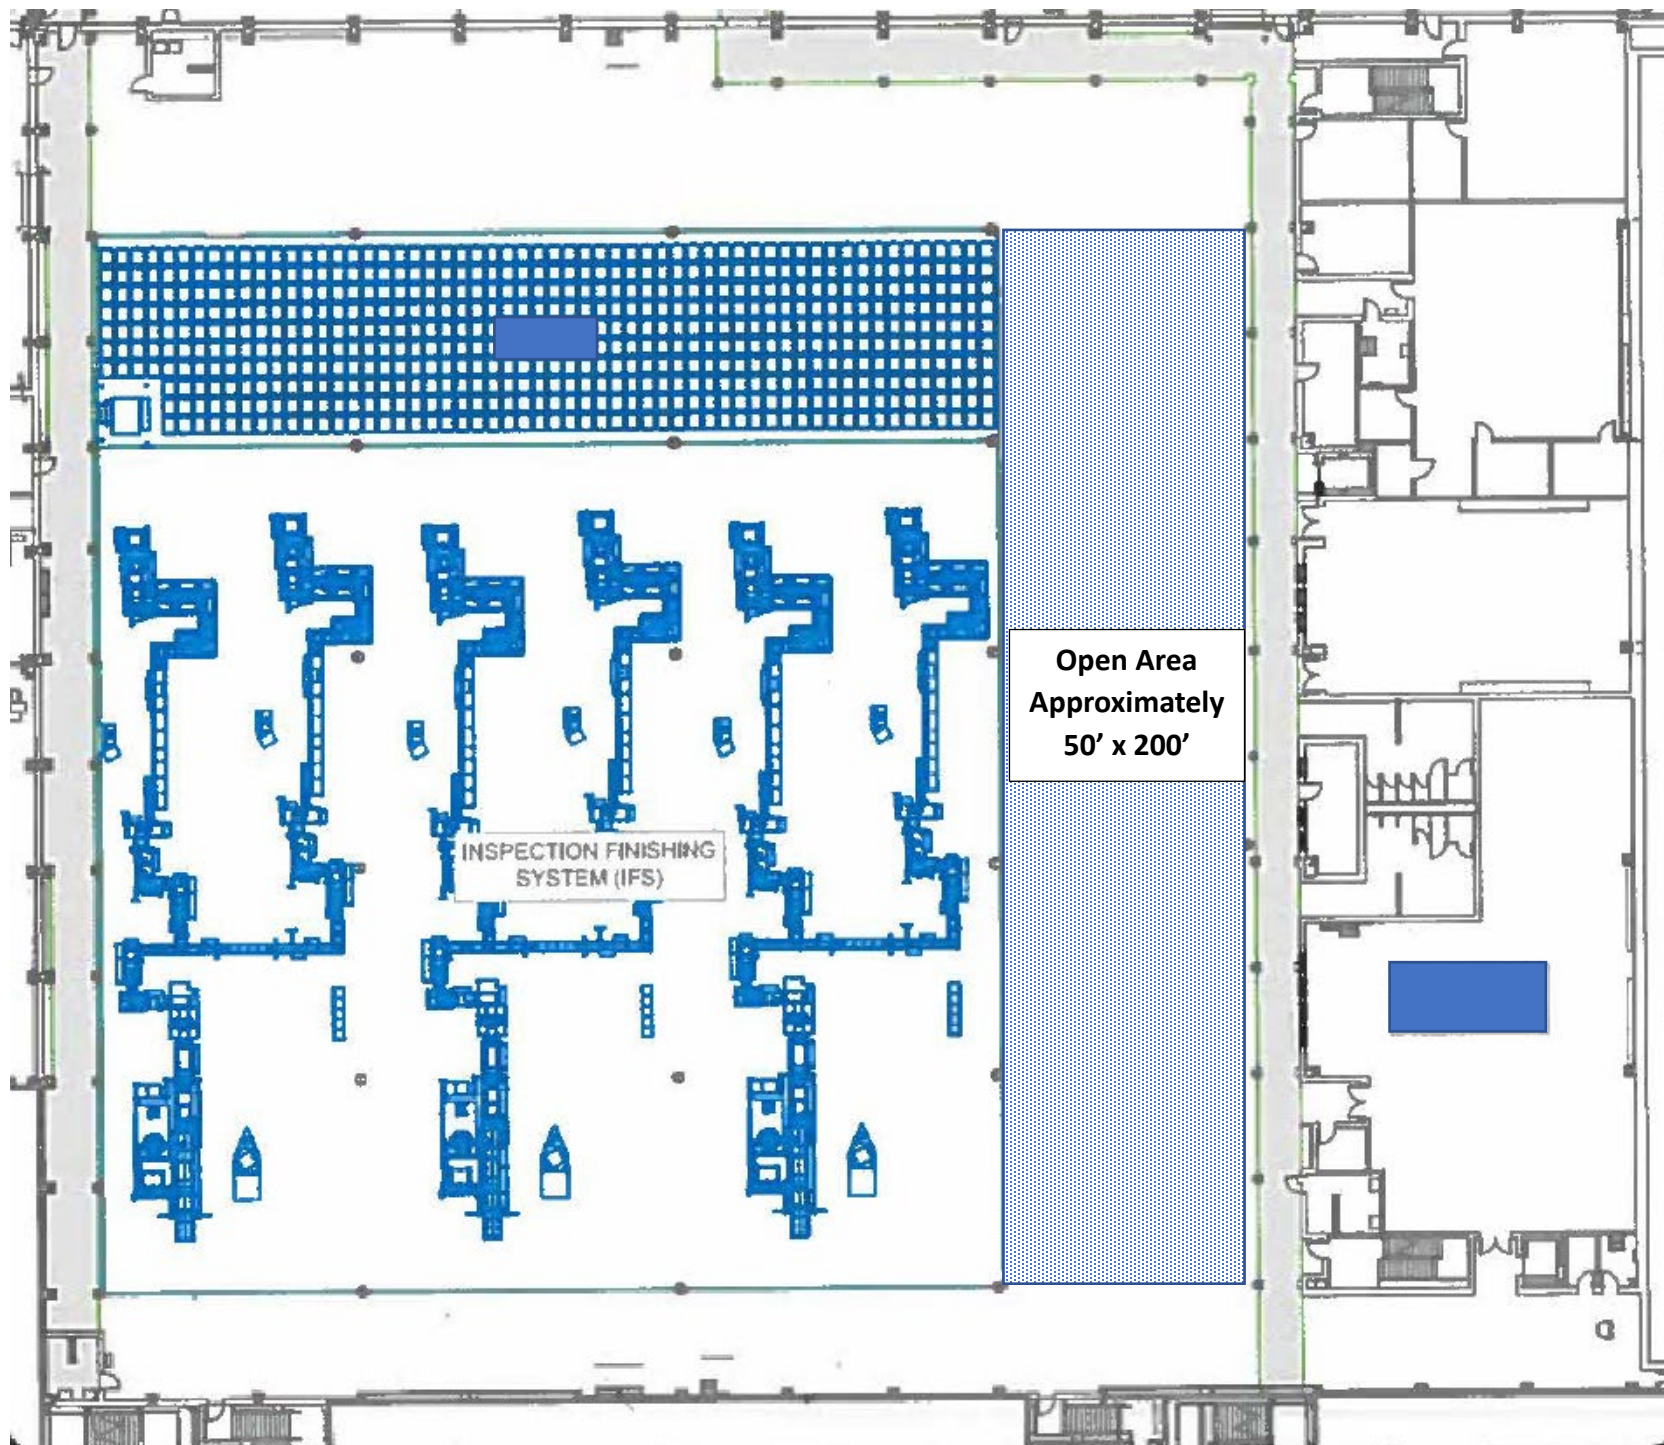 Open Area
Approximately
50’ x 200’
INSPECTION FINISHING
SYSTEM (IFS)